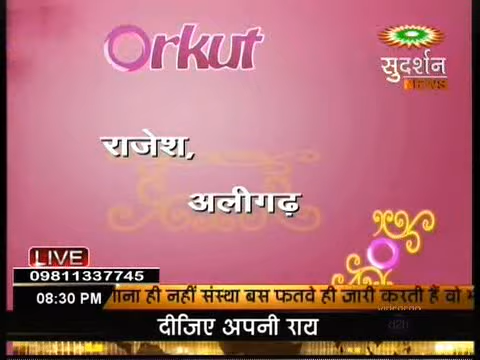 Orkut
सुदर्शन
NEWS
राजेश,
अलीगढ़
LIVE
09811337745
08:30 PM
ाना ही नहीं संस्था बस फतवे ही जारी करती हैं वो
दीजिए अपनी राय